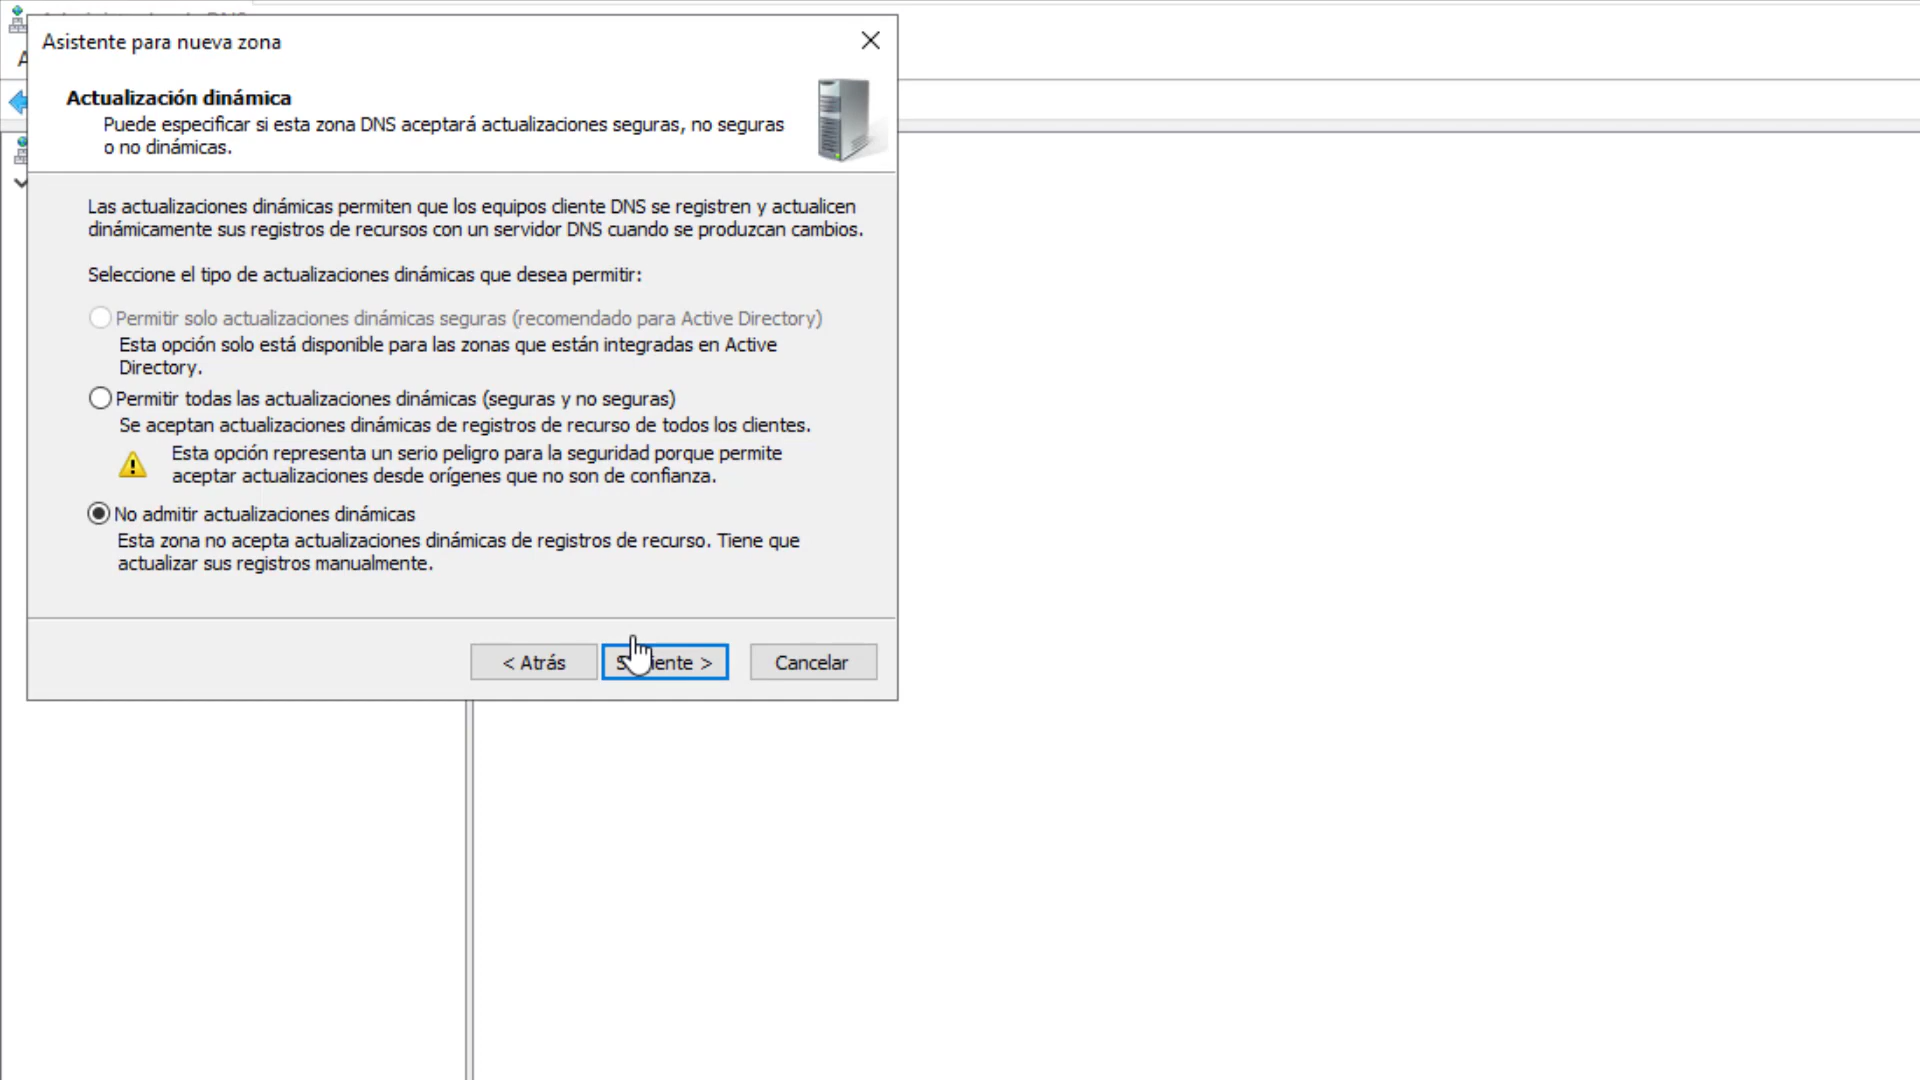 Asistente para nueva zona
Actualización dinámica
Puede especificar si esta zona DNS aceptará actualizaciones seguras, no seguras
o no dinámicas.
Las actualizaciones dinámicas permiten que los equipos cliente DNS se registren y actualicen
dinámicamente sus registros de recursos con un servidor DNS cuando se produzcan cambios.
Seleccione el tipo de actualizaciones dinámicas que desea permitir:
Permitir solo actualizaciones dinámicas seguras (recomendado para Active Directory)
Esta opción solo está disponible para las zonas que están integradas en Active
Directory.
Permitir todas las actualizaciones dinámicas (seguras y no seguras)
Se aceptan actualizaciones dinámicas de registros de recurso de todos los clientes.
Esta opción representa un serio peligro para la seguridad porque permite
aceptar actualizaciones desde orígenes que no son de confianza.
No admitir actualizaciones dinámicas
Esta zona no acepta actualizaciones dinámicas de registros de recurso. Tiene que
actualizar sus registros manualmente.
< Atrás
Siguiente >
Cancelar